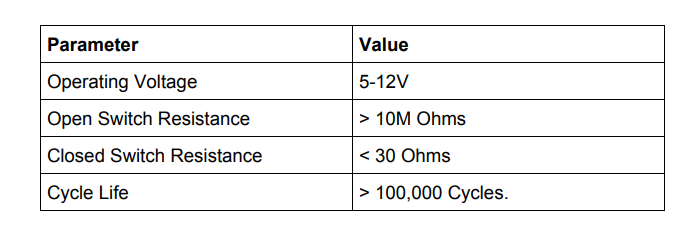 Parameter Value
Operating Voltage 5-12V
Open Switch Resistance > 10M Ohms
Closed Switch Resistance < 30 Ohms
Cycle Life > 100,000 Cycles.